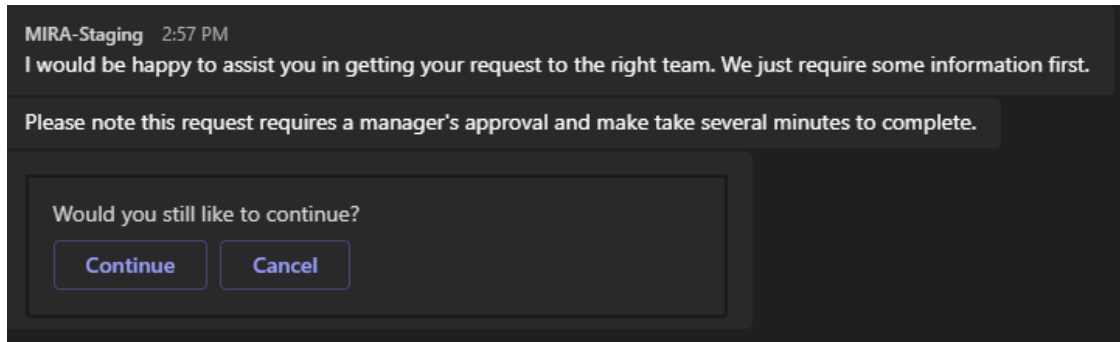 MIRA-Staging 2:57 PM
I would be happy to assist you in getting your request to the right team. We just require some information first.
Please note this request requires a manager's approval and make take several minutes to complete.
Would you still like to continue?
Continue Cancel